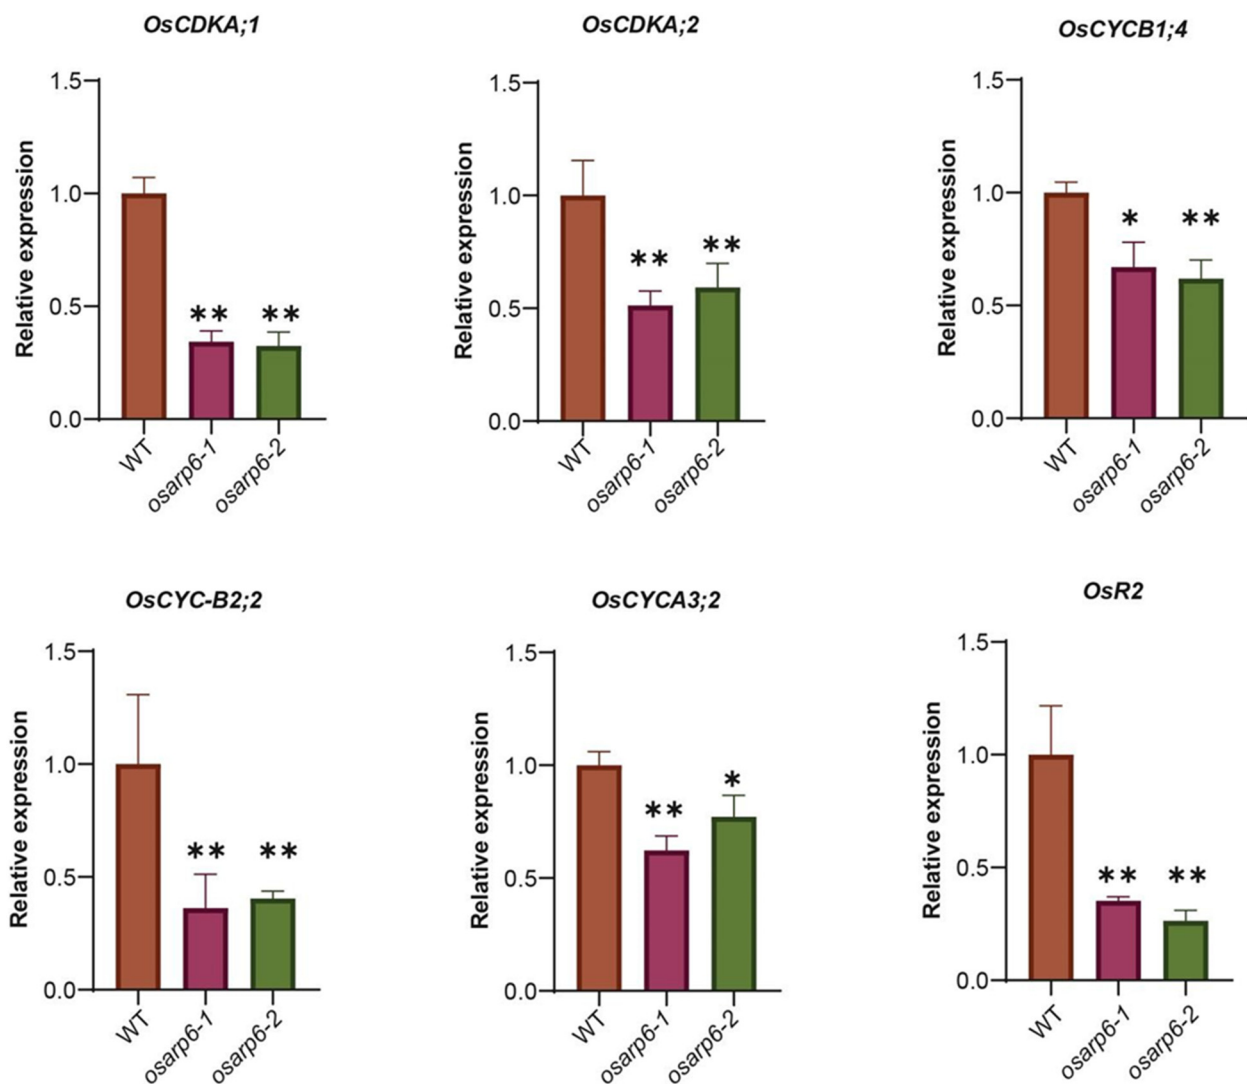 OsCDKA;1
1.5
1.0
0.5
0.0
Relative expression
**
**
WT
osarp6-1
osarp6-2
OsCDKA;2
1.5
1.0
0.5
0.0
Relative expression
**
**
WT
osarp6-1
osarp6-2
OsCYCB1;4
1.5
1.0
0.5
0.0
Relative expression
*
**
WT
osarp6-1
osarp6-2
OsCYC-B2;2
1.5
1.0
0.5
0.0
Relative expression
**
**
WT
osarp6-1
osarp6-2
OsCYCA3;2
1.5
1.0
0.5
0.0
Relative expression
**
*
WT
osarp6-1
osarp6-2
OsR2
1.5
1.0
0.5
0.0
Relative expression
**
**
WT
osarp6-1
osarp6-2